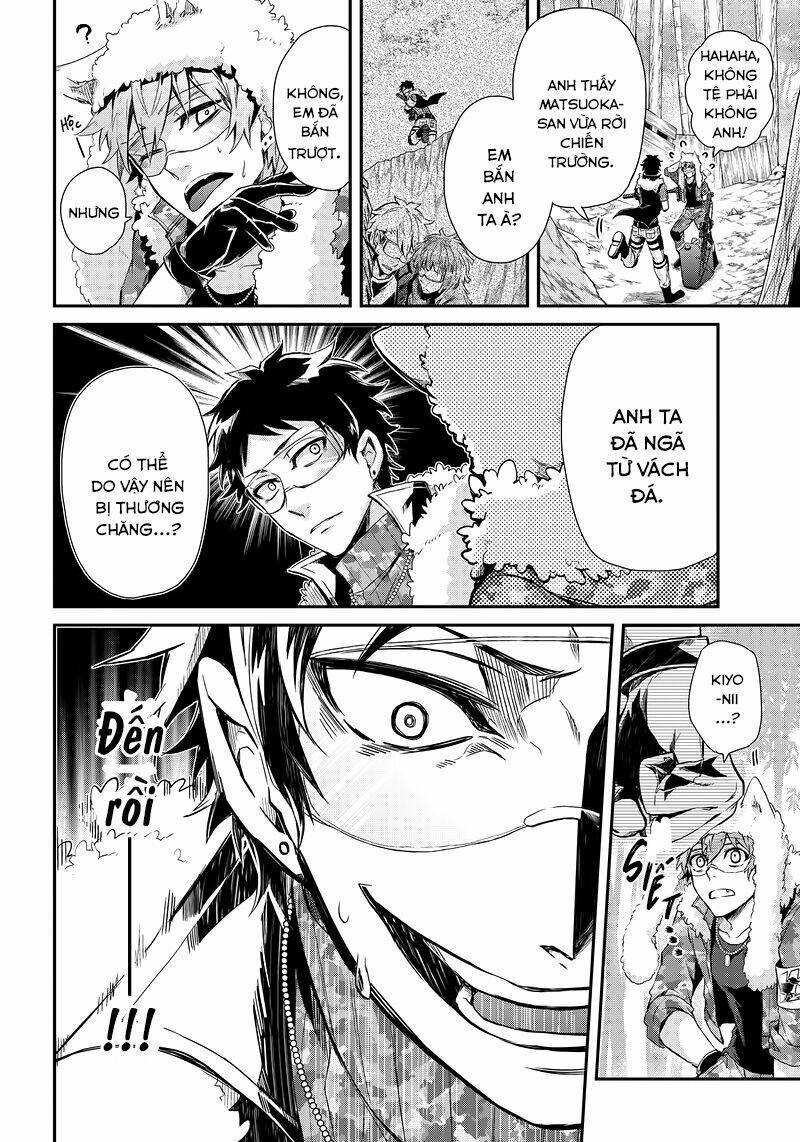 HAHAHA,
KHÔNG
TỆ PHẢI
KHÔNG
ANH!
ANH THẤY
MATSUOKA-
SAN VỪA RỜI
CHIẾN
TRƯỜNG.
EM
BẮN ANH
TA À?
?
KHÔNG,
EM ĐÃ
BẮN
TRƯỢT.
Hộc
NHƯNG
ANH TA
ĐÃ NGÃ
TỪ VÁCH
ĐÁ.
CÓ THỂ
DO VẬY NÊN
BỊ THƯƠNG
CHĂNG...?
KIYO
-NII
...?
SIẾT...
Đến
rồi
!!!